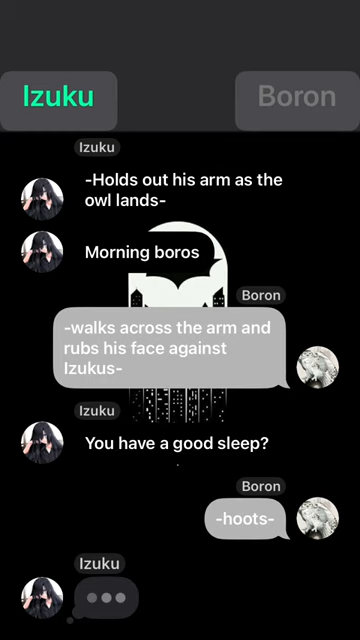 Izuku
Boron
Izuku
-Holds out his arm as the
owl lands-
Morning boros
Boron
-walks across the arm and
rubs his face against
Izukus-
Izuku
You have a good sleep?
Boron
-hoots-
Izuku